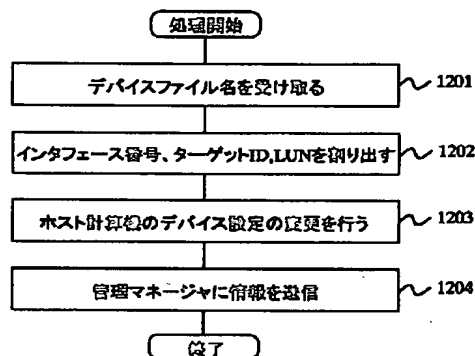 処理開始
デバイスファイル名を受け取る
1201
インタフェース番号、ターゲットID,LUNを割り出す
1202
ホスト計算機のデバイス設定の変更を行う
1203
管理マネージャに情報を送信
1204
終了